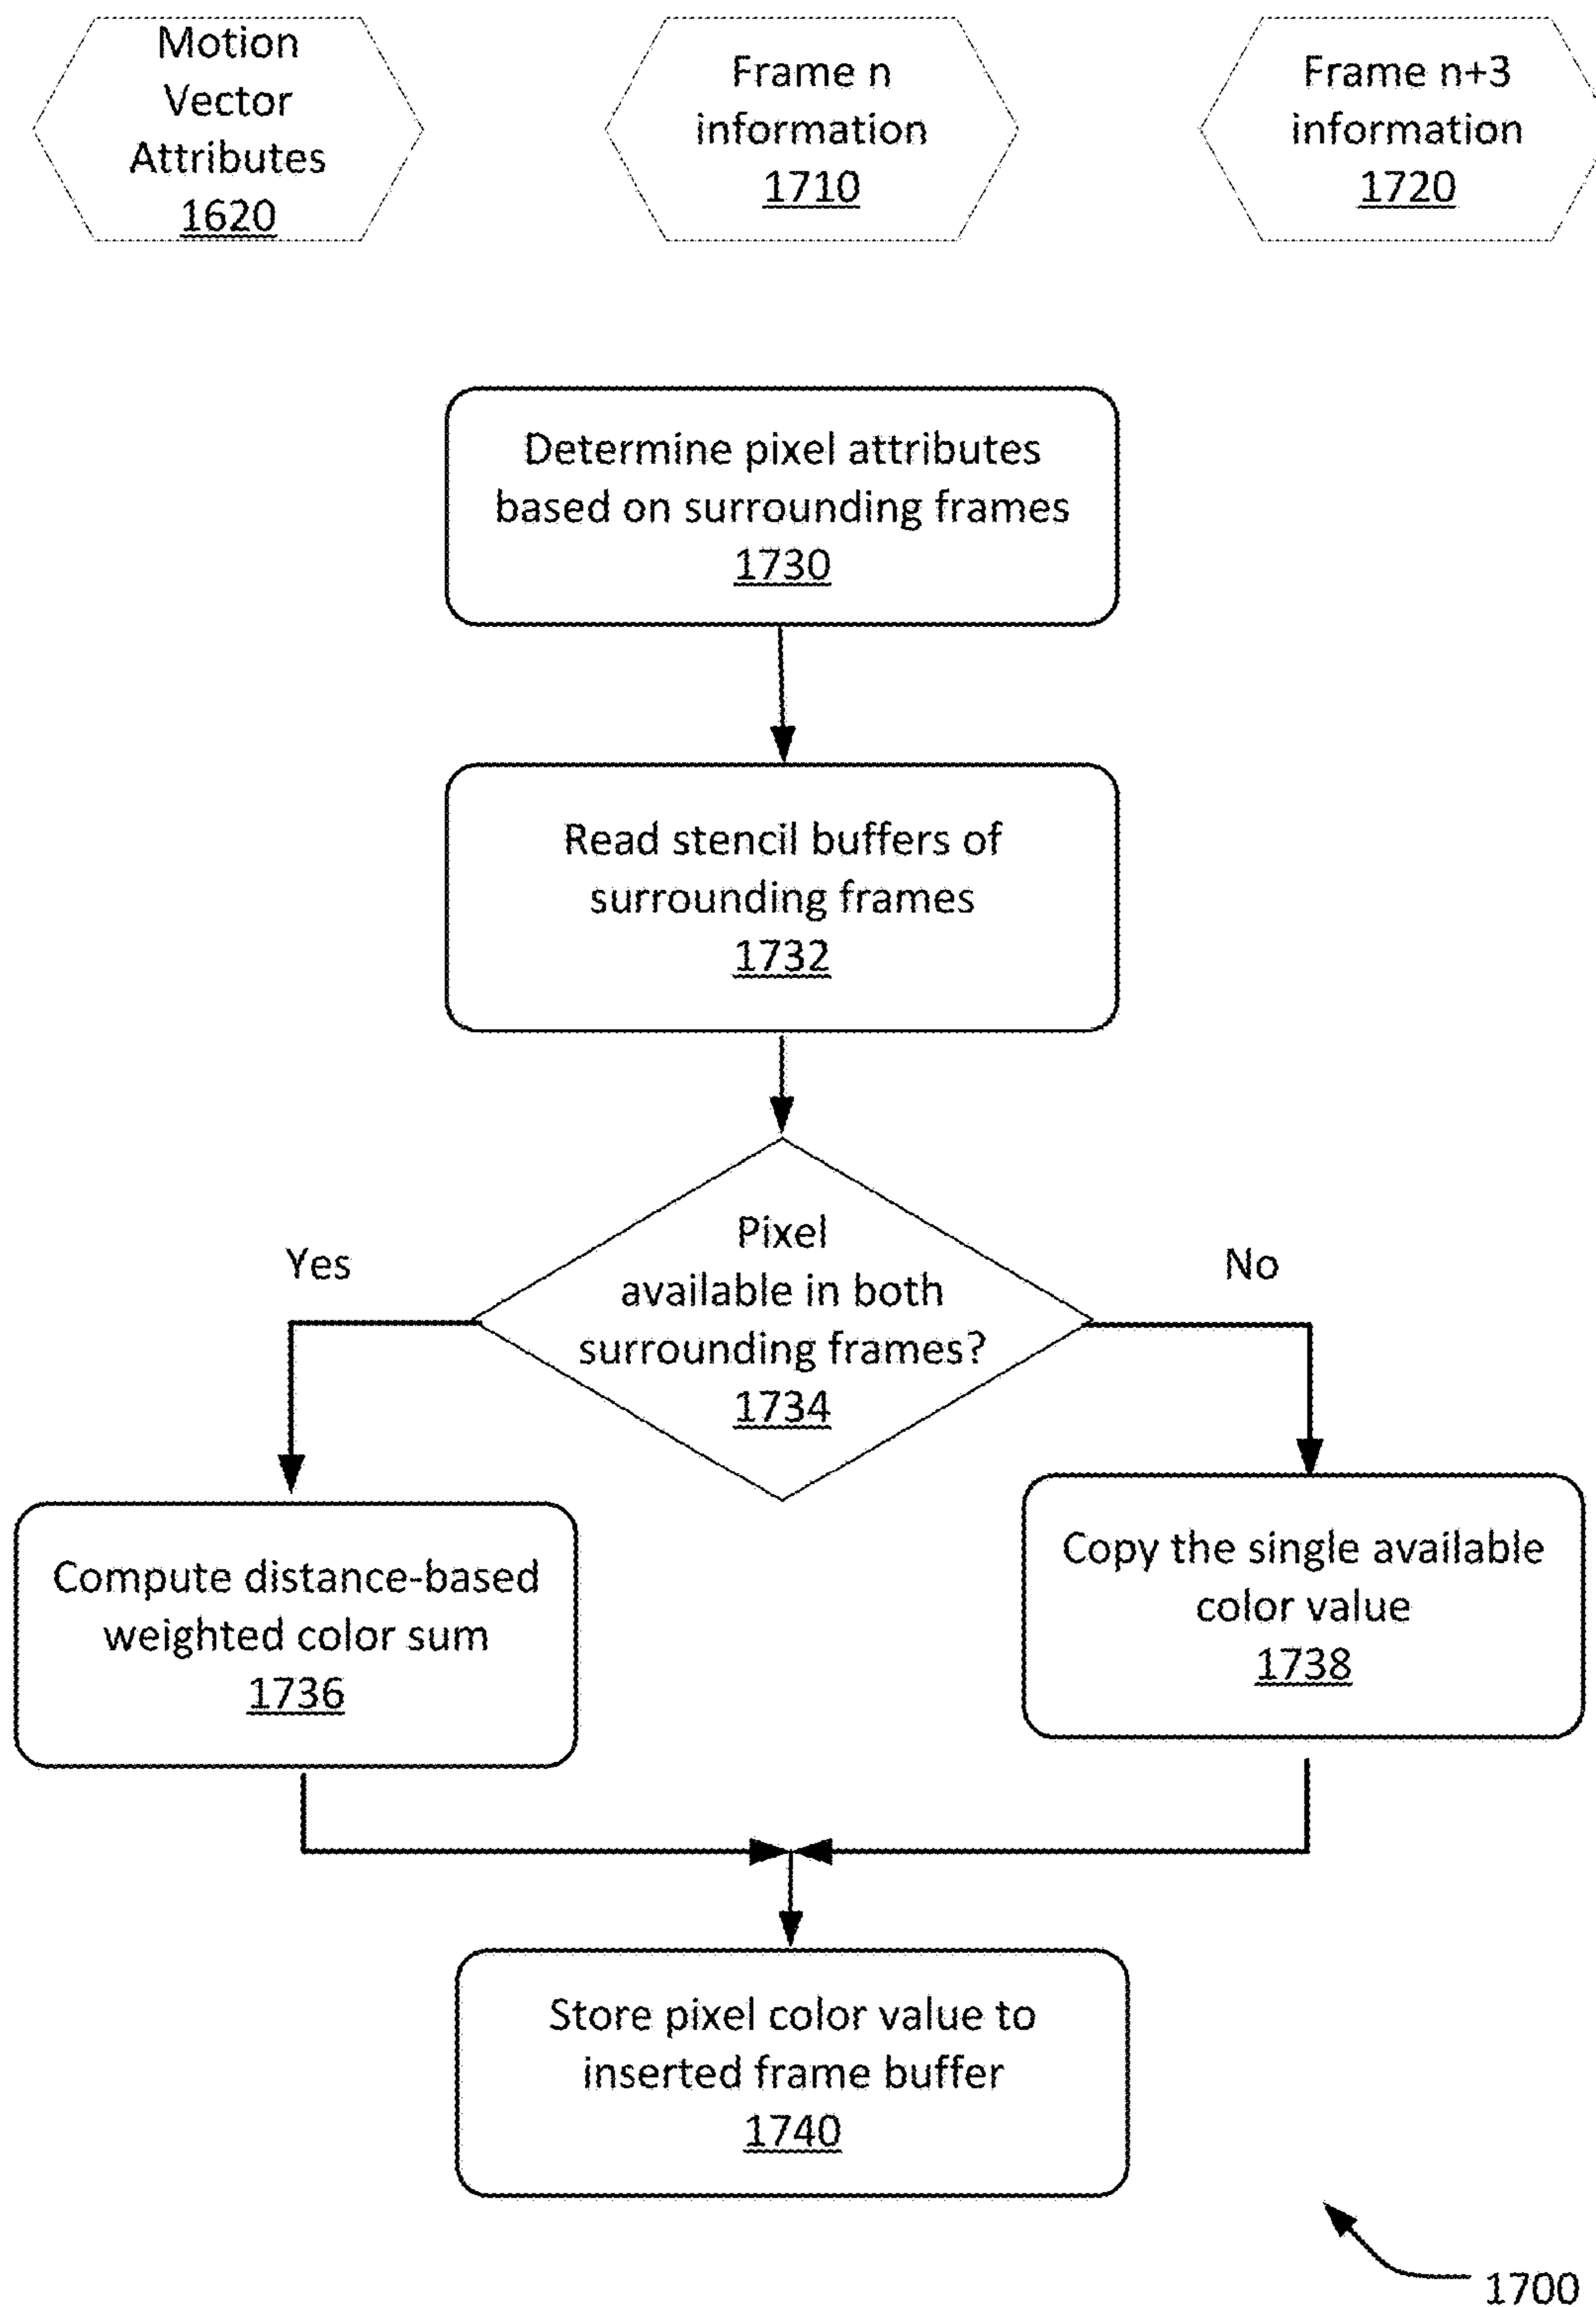 Motion
Vector
Attributes
1620
Frame n
information
1710
Frame n+3
information
1720
Determine pixel attributes
based on surrounding frames
1730
Read stencil buffers of
surrounding frames
1732
Pixel
available in both
surrounding frames?
1734
Yes
No
Compute distance-based
weighted color sum
1736
Copy the single available
color value
1738
Store pixel color value to
inserted frame buffer
1740
1700